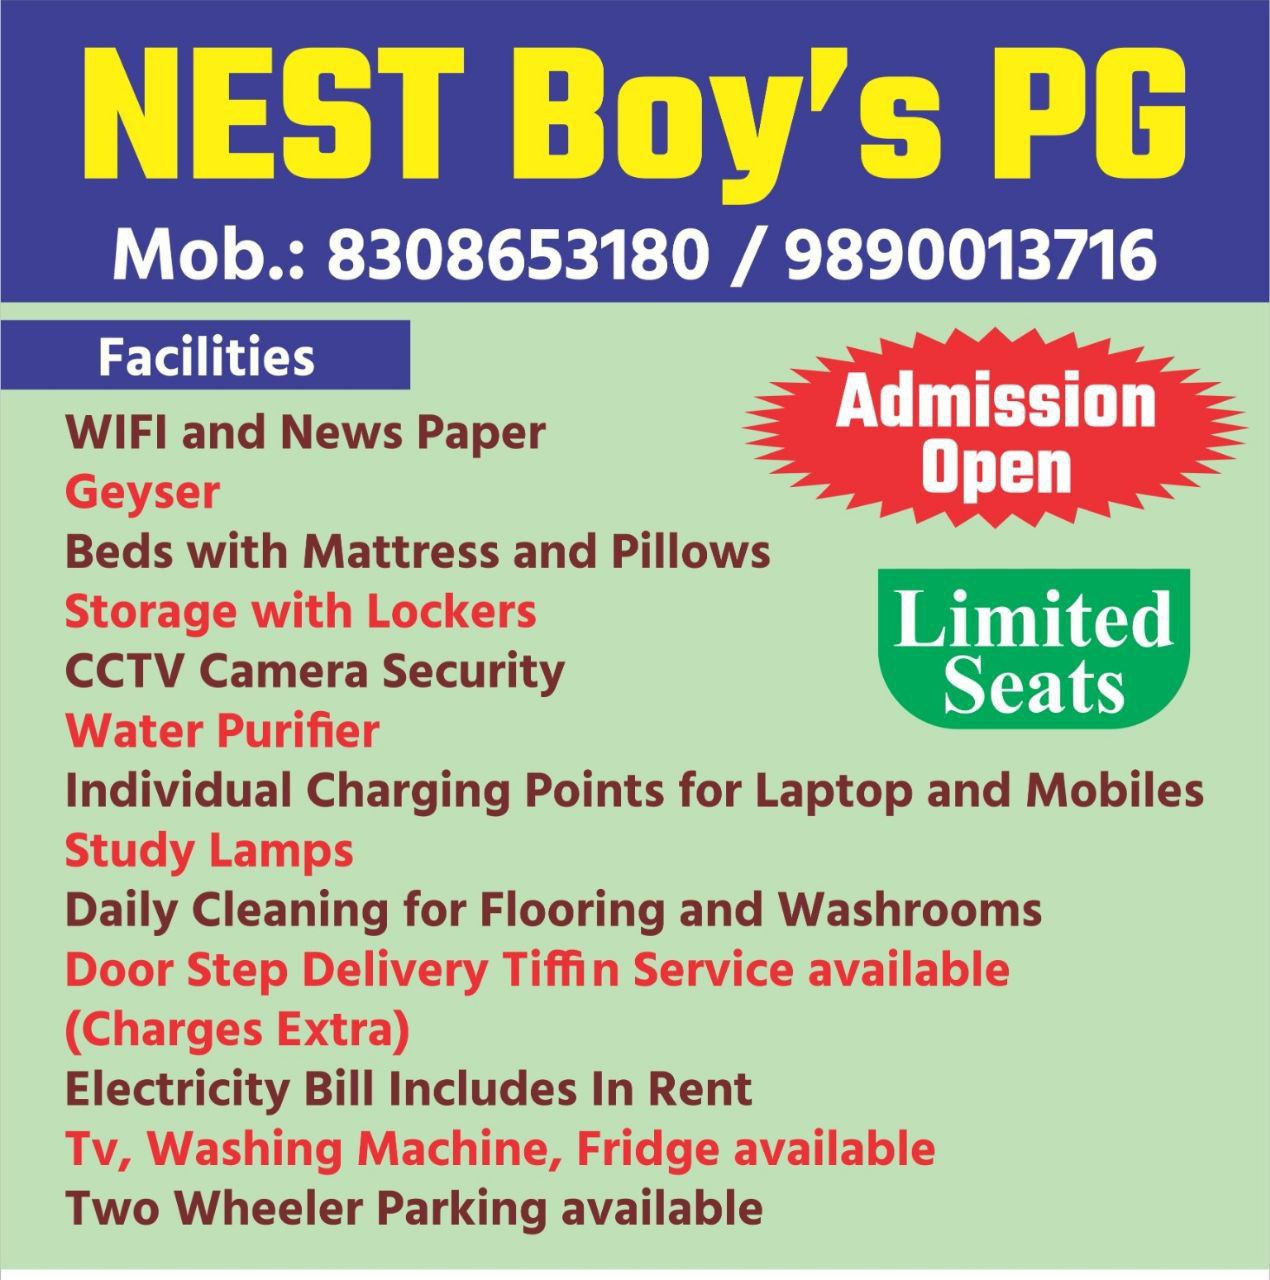 NEST Boy's PG
Mob.: 8308653180 / 9890013716
Facilities
Admission
Open
WIFI and News Paper
Geyser
Beds with Mattress and Pillows
Storage with Lockers
Limited
Seats
CCTV Camera Security
Water Purifier
Individual Charging Points for Laptop and Mobiles
Study Lamps
Daily Cleaning for Flooring and Washrooms
Door Step Delivery Tiffin Service available
(Charges Extra)
Electricity Bill Includes In Rent
Tv, Washing Machine, Fridge available
Two Wheeler Parking available